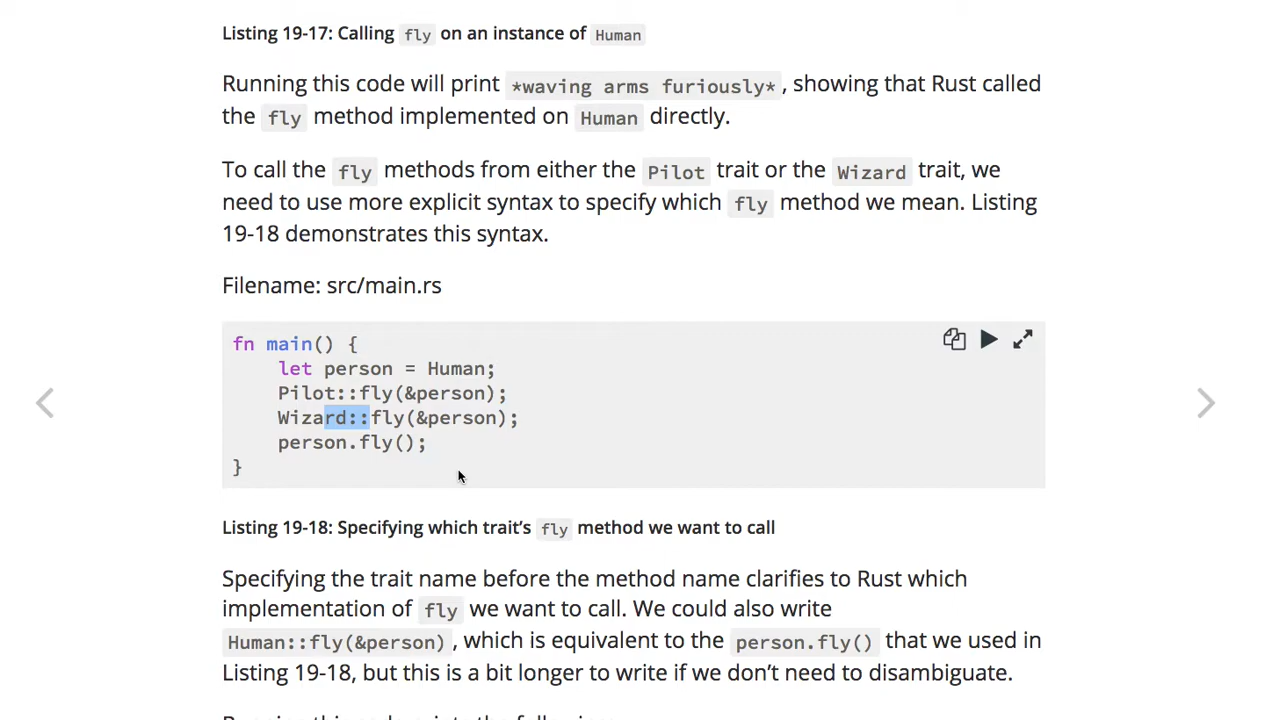 Listing 19-17: Calling fly on an instance of Human
Running this code will print *waving arms furiously*, showing that Rust called
the fly method implemented on Human directly.
To call the fly methods from either the Pilot trait or the Wizard trait, we
need to use more explicit syntax to specify which fly method we mean. Listing
19-18 demonstrates this syntax.
Filename: src/main.rs
fn main() {
    let person = Human;
    Pilot::fly(&person);
    Wizard::fly(&person);
    person.fly();
}
Listing 19-18: Specifying which trait’s fly method we want to call
Specifying the trait name before the method name clarifies to Rust which
implementation of fly we want to call. We could also write
Human::fly(&person), which is equivalent to the person.fly() that we used in
Listing 19-18, but this is a bit longer to write if we don’t need to disambiguate.